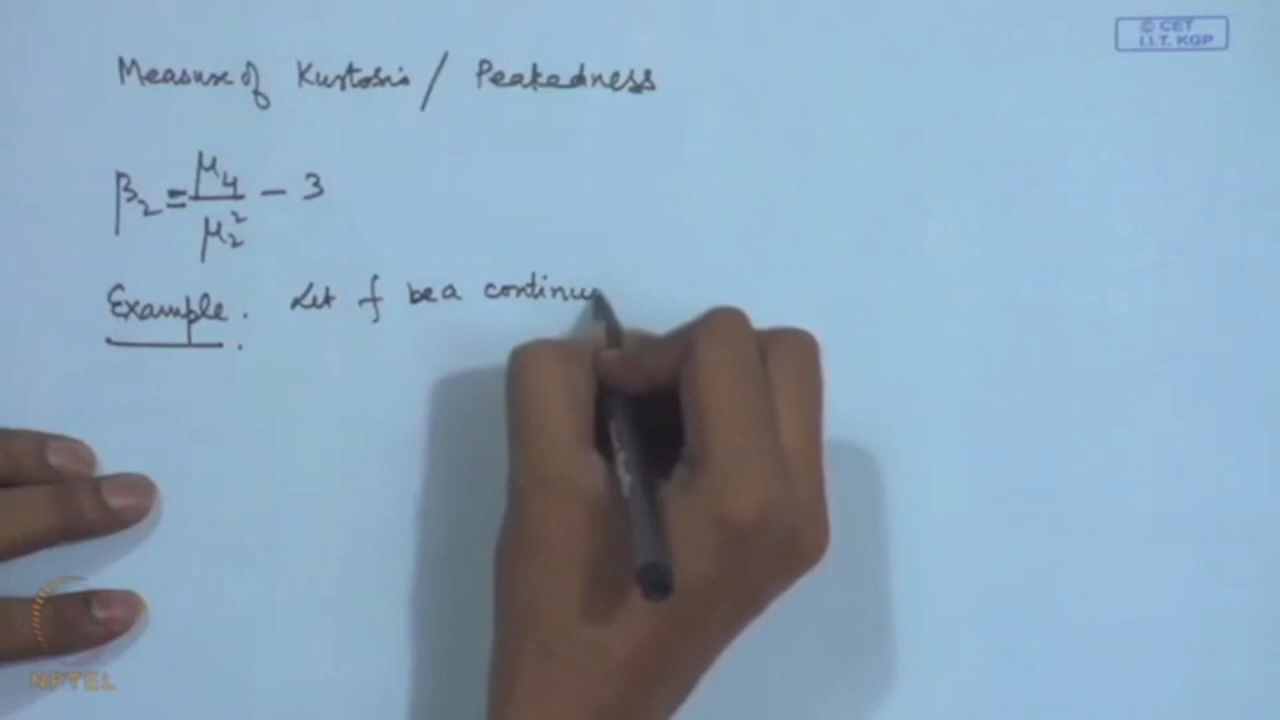 © CET
I.I.T. KGP
Measure of Kurtosis / Peakedness
β₂ = μ₄/μ₂² - 3
Example. Let f be a continu
NPTEL